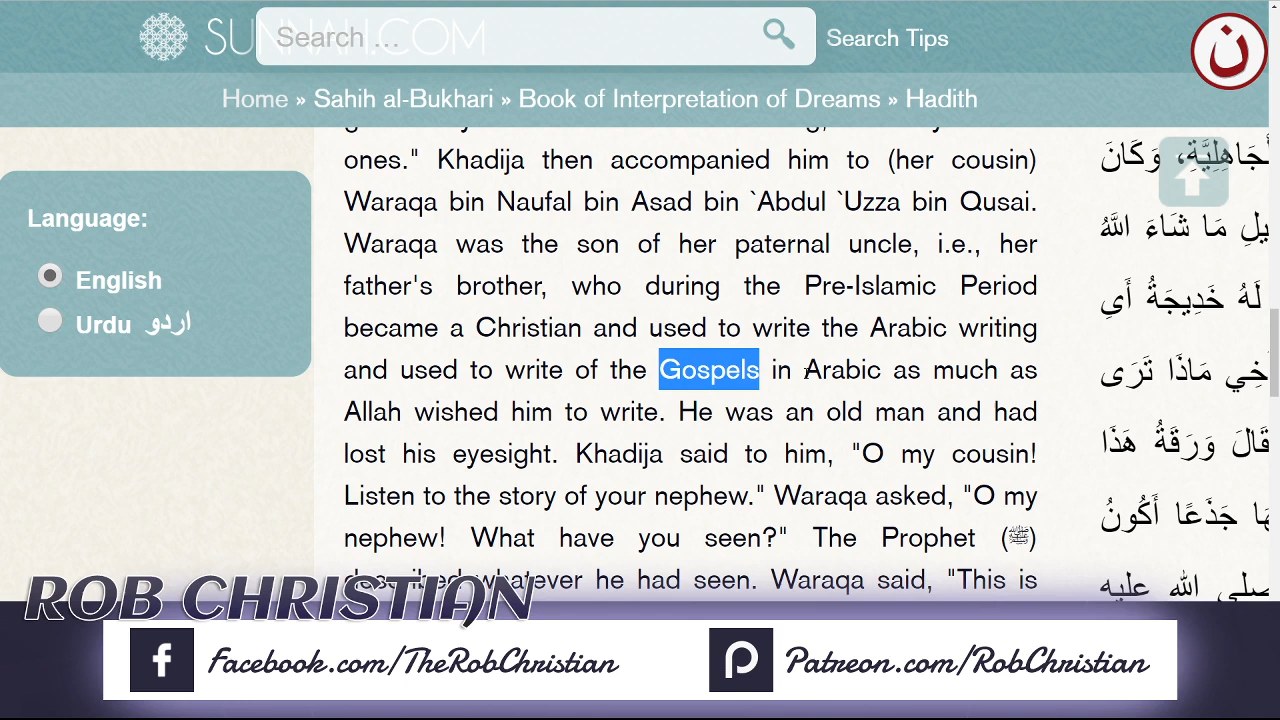 SUNNAH.COM
Search ...
Search Tips
ن
Home » Sahih al-Bukhari » Book of Interpretation of Dreams » Hadith
Language:
English
Urdu اردو
ones." Khadija then accompanied him to (her cousin)
Waraqa bin Naufal bin Asad bin `Abdul `Uzza bin Qusai.
Waraqa was the son of her paternal uncle, i.e., her
father's brother, who during the Pre-Islamic Period
became a Christian and used to write the Arabic writing
and used to write of the Gospels in Arabic as much as
Allah wished him to write. He was an old man and had
lost his eyesight. Khadija said to him, "O my cousin!
Listen to the story of your nephew." Waraqa asked, "O my
nephew! What have you seen?" The Prophet (ﷺ)
described whatever he had seen. Waraqa said, "This is
الْجَاهِلِيَّةِ، وَكَانَ
مَا شَاءَ اللَّهُ
لَهُ خَدِيجَةُ أَىِ
مَاذَا تَرَى
قَالَ وَرَقَةُ هَذَا
جَذَعًا أَكُونُ
صلى الله عليه
ROB CHRISTIAN
Facebook.com/TheRobChristian
Patreon.com/RobChristian